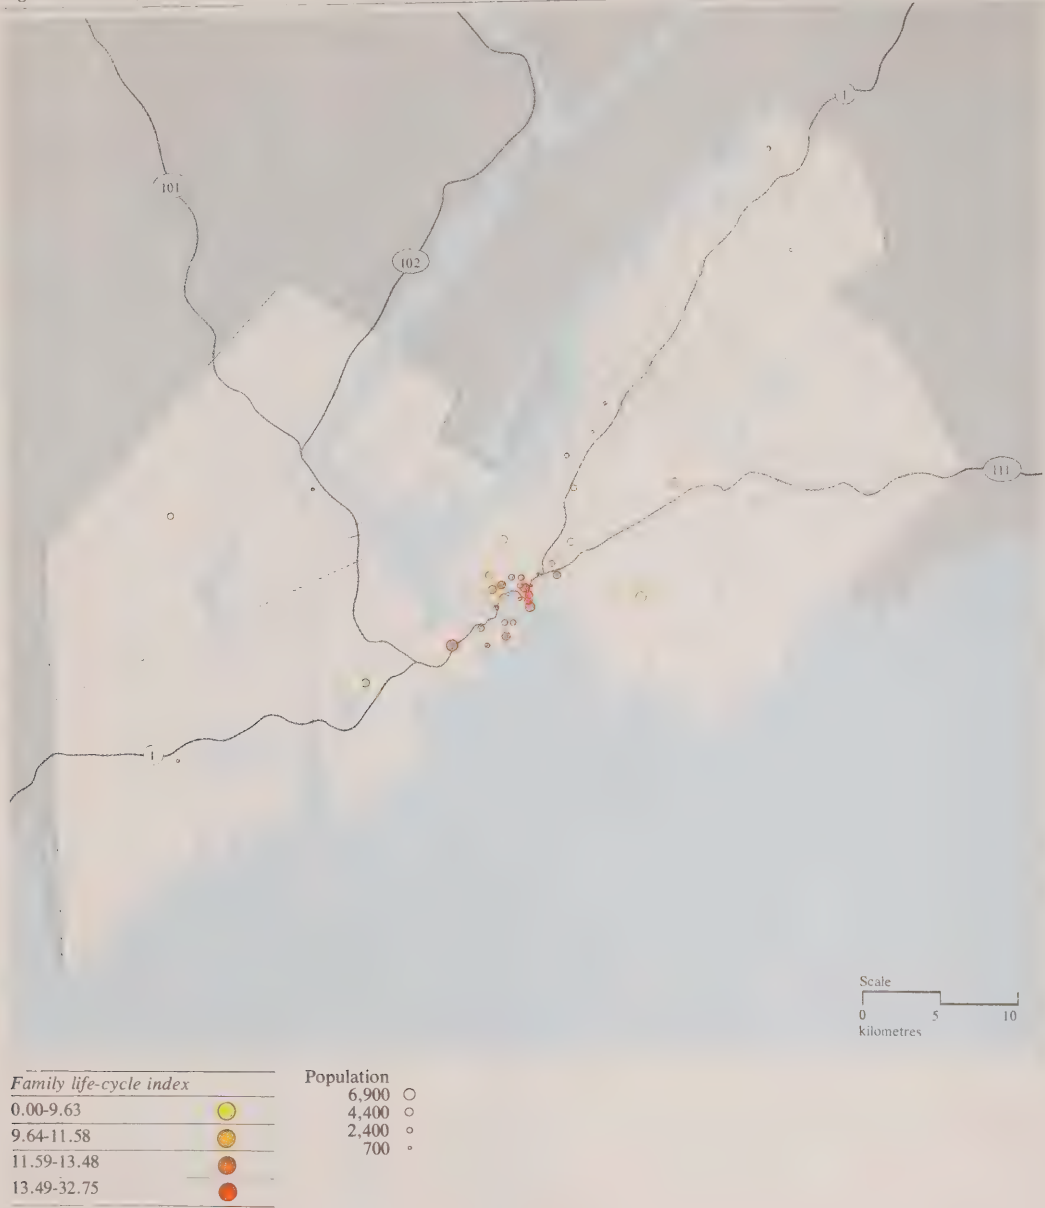 1
101
102
111
1
Scale
0 5 10
kilometres
Family life-cycle index
0.00-9.63
9.64-11.58
11.59-13.48
13.49-32.75
Population
6,900
4,400
2,400
700